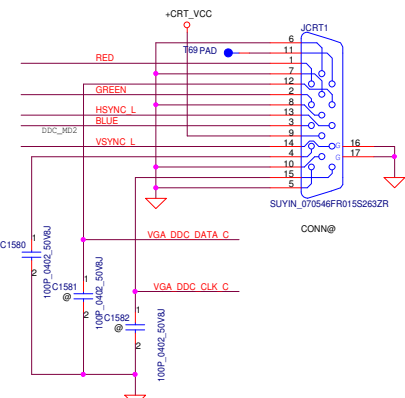 +CRT_VCC
JCRT1
6
T69 PAD
11
RED
1
7
12
GREEN
2
8
HSYNC_L
13
BLUE
3
DDC_MD2
9
VSYNC_L
14
G
16
4
G
17
10
15
5
SUYIN_070546FR015S263ZR
CONN@
VGA_DDC_DATA_C
C1580
1
2
100P_0402_50V8J
C1581
@
1
2
100P_0402_50V8J
VGA_DDC_CLK_C
C1582
@
1
2
100P_0402_50V8J